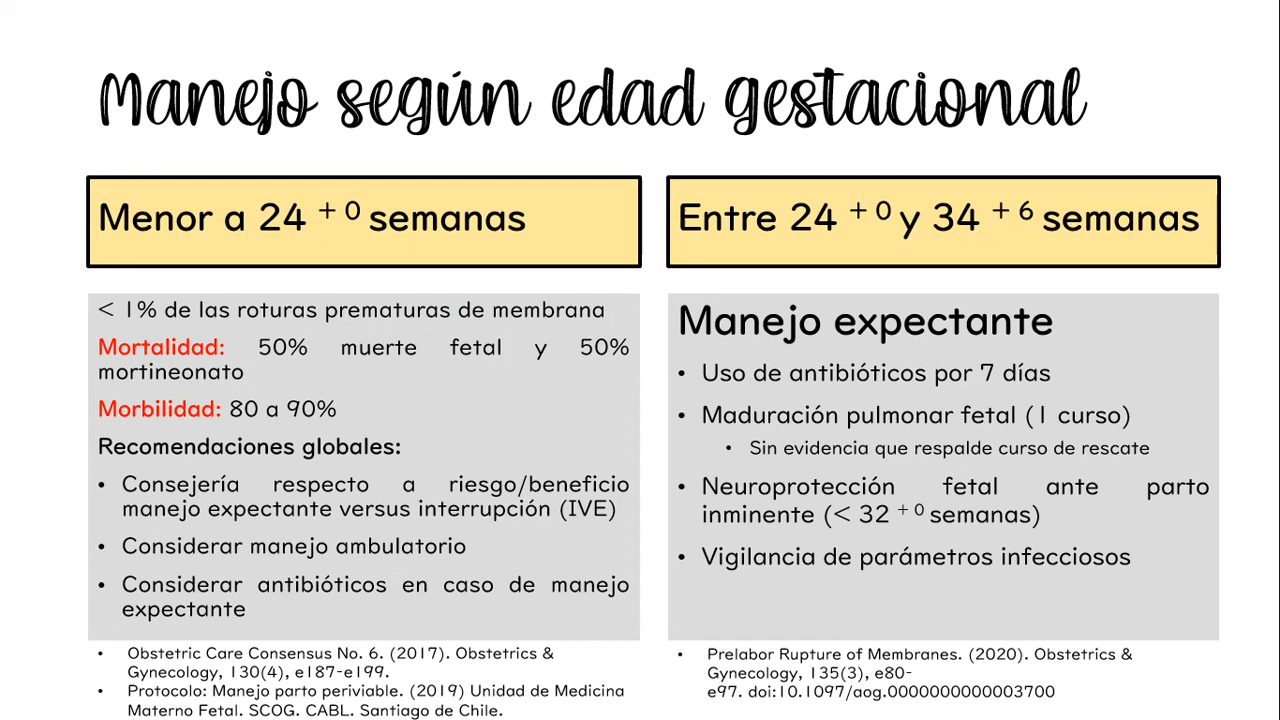 Manejo según edad gestacional
Menor a 24 + 0 semanas
< 1% de las roturas prematuras de membrana
Mortalidad: 50% muerte fetal y 50%
mortineonato
Morbilidad: 80 a 90%
Recomendaciones globales:
• Consejería respecto a riesgo/beneficio
manejo expectante versus interrupción (IVE)
• Considerar manejo ambulatorio
• Considerar antibióticos en caso de manejo
expectante
• Obstetric Care Consensus No. 6. (2017). Obstetrics &
Gynecology, 130(4), e187-e199.
• Protocolo: Manejo parto periviable. (2019) Unidad de Medicina
Materno Fetal. SCOG. CABL. Santiago de Chile.
Entre 24 + 0 y 34 + 6 semanas
Manejo expectante
• Uso de antibióticos por 7 días
• Maduración pulmonar fetal (1 curso)
• Sin evidencia que respalde curso de rescate
• Neuroprotección fetal ante parto
inminente (< 32 + 0 semanas)
• Vigilancia de parámetros infecciosos
• Prelabor Rupture of Membranes. (2020). Obstetrics &
Gynecology, 135(3), e80-
e97. doi:10.1097/aog.0000000000003700